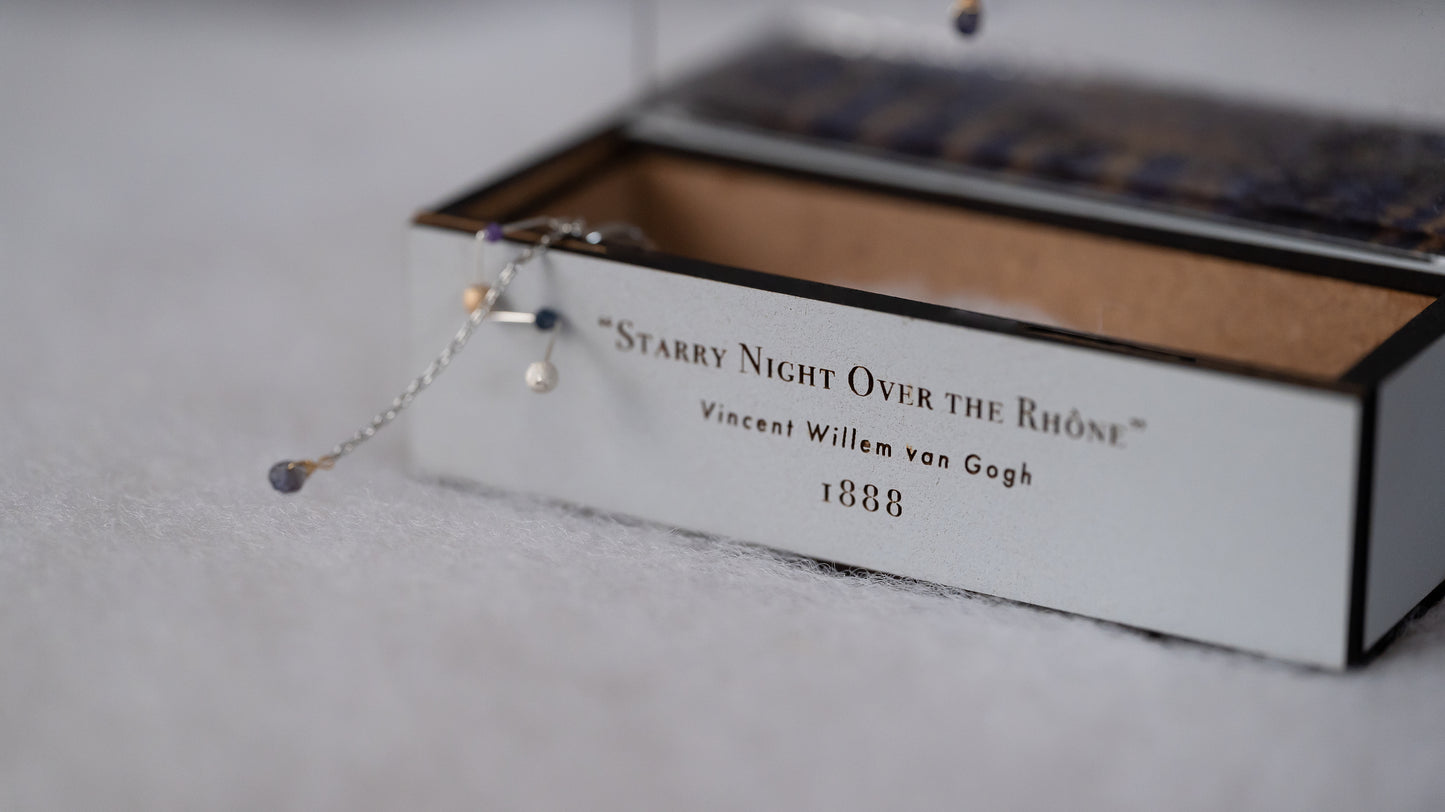 “Starry Night Over the Rhône”
Vincent Willem van Gogh
1888